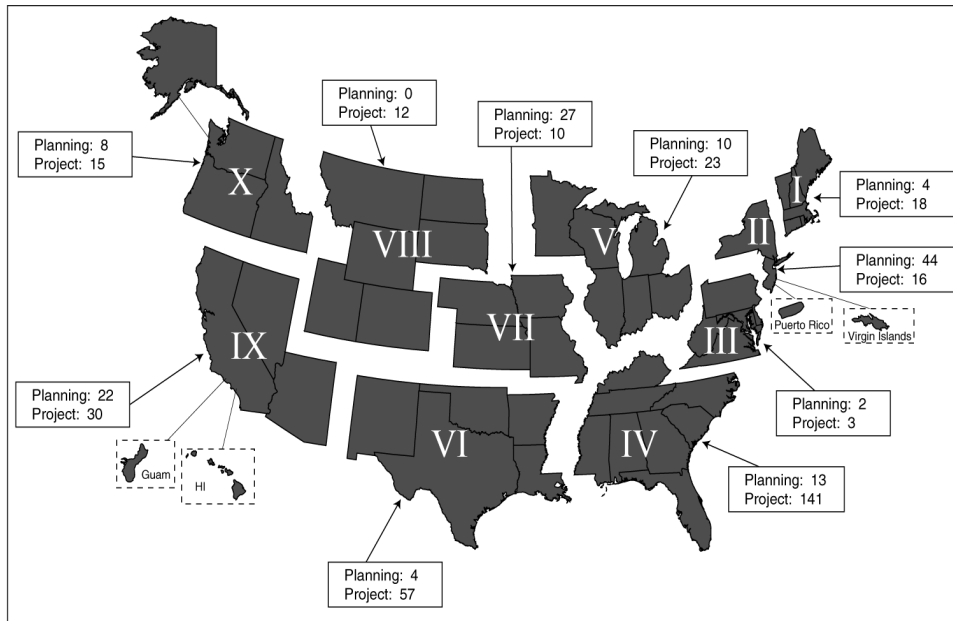 Planning: 0
Project: 12
Planning: 27
Project: 10
Planning: 8
Project: 15
Planning: 10
Project: 23
X
VIII
V
I
Planning: 4
Project: 18
II
Planning: 44
Project: 16
VII
III
Puerto Rico
Virgin Islands
IX
Planning: 22
Project: 30
Planning: 2
Project: 3
VI
IV
Guam
HI
Planning: 13
Project: 141
Planning: 4
Project: 57